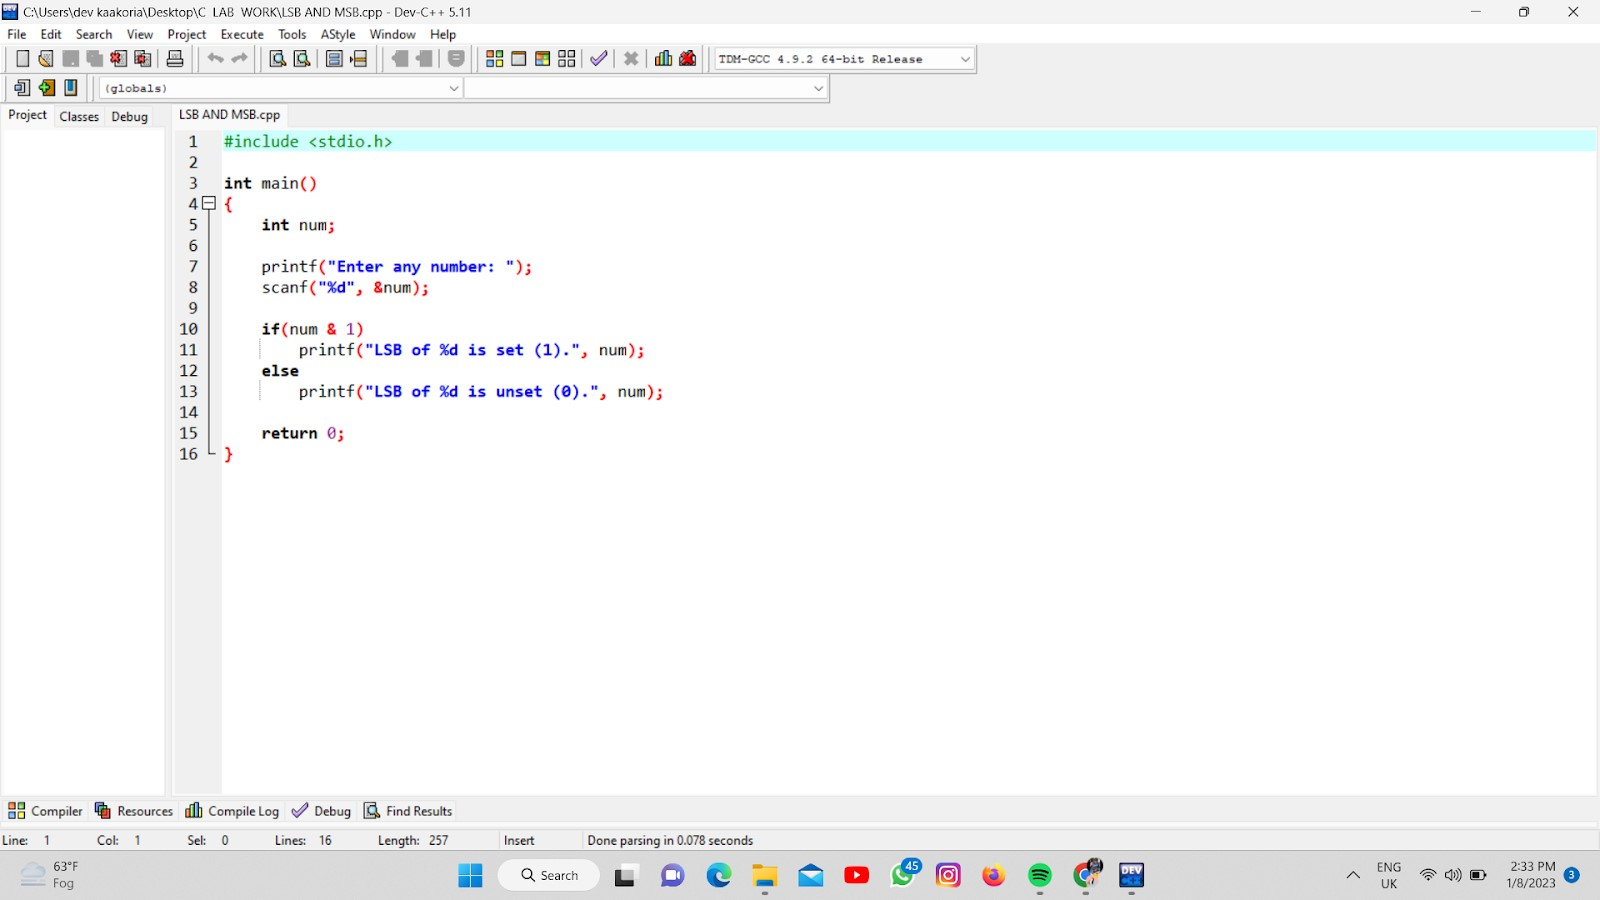 C:\Users\dev kaakoria\Desktop\C  LAB  WORK\LSB AND MSB.cpp - Dev-C++ 5.11
File Edit Search View Project Execute Tools AStyle Window Help
TDM-GCC 4.9.2 64-bit Release
(globals)
Project Classes Debug LSB AND MSB.cpp
1 #include <stdio.h>
2
3 int main()
4 {
5     int num;
6
7     printf("Enter any number: ");
8     scanf("%d", &num);
9
10     if(num & 1)
11         printf("LSB of %d is set (1).", num);
12     else
13         printf("LSB of %d is unset (0).", num);
14
15     return 0;
16 }
Compiler Resources Compile Log Debug Find Results
Line: 1 Col: 1 Sel: 0 Lines: 16 Length: 257 Insert Done parsing in 0.078 seconds
63°F
Fog
Search
45
DEV
ENG
UK
2:33 PM
1/8/2023
3